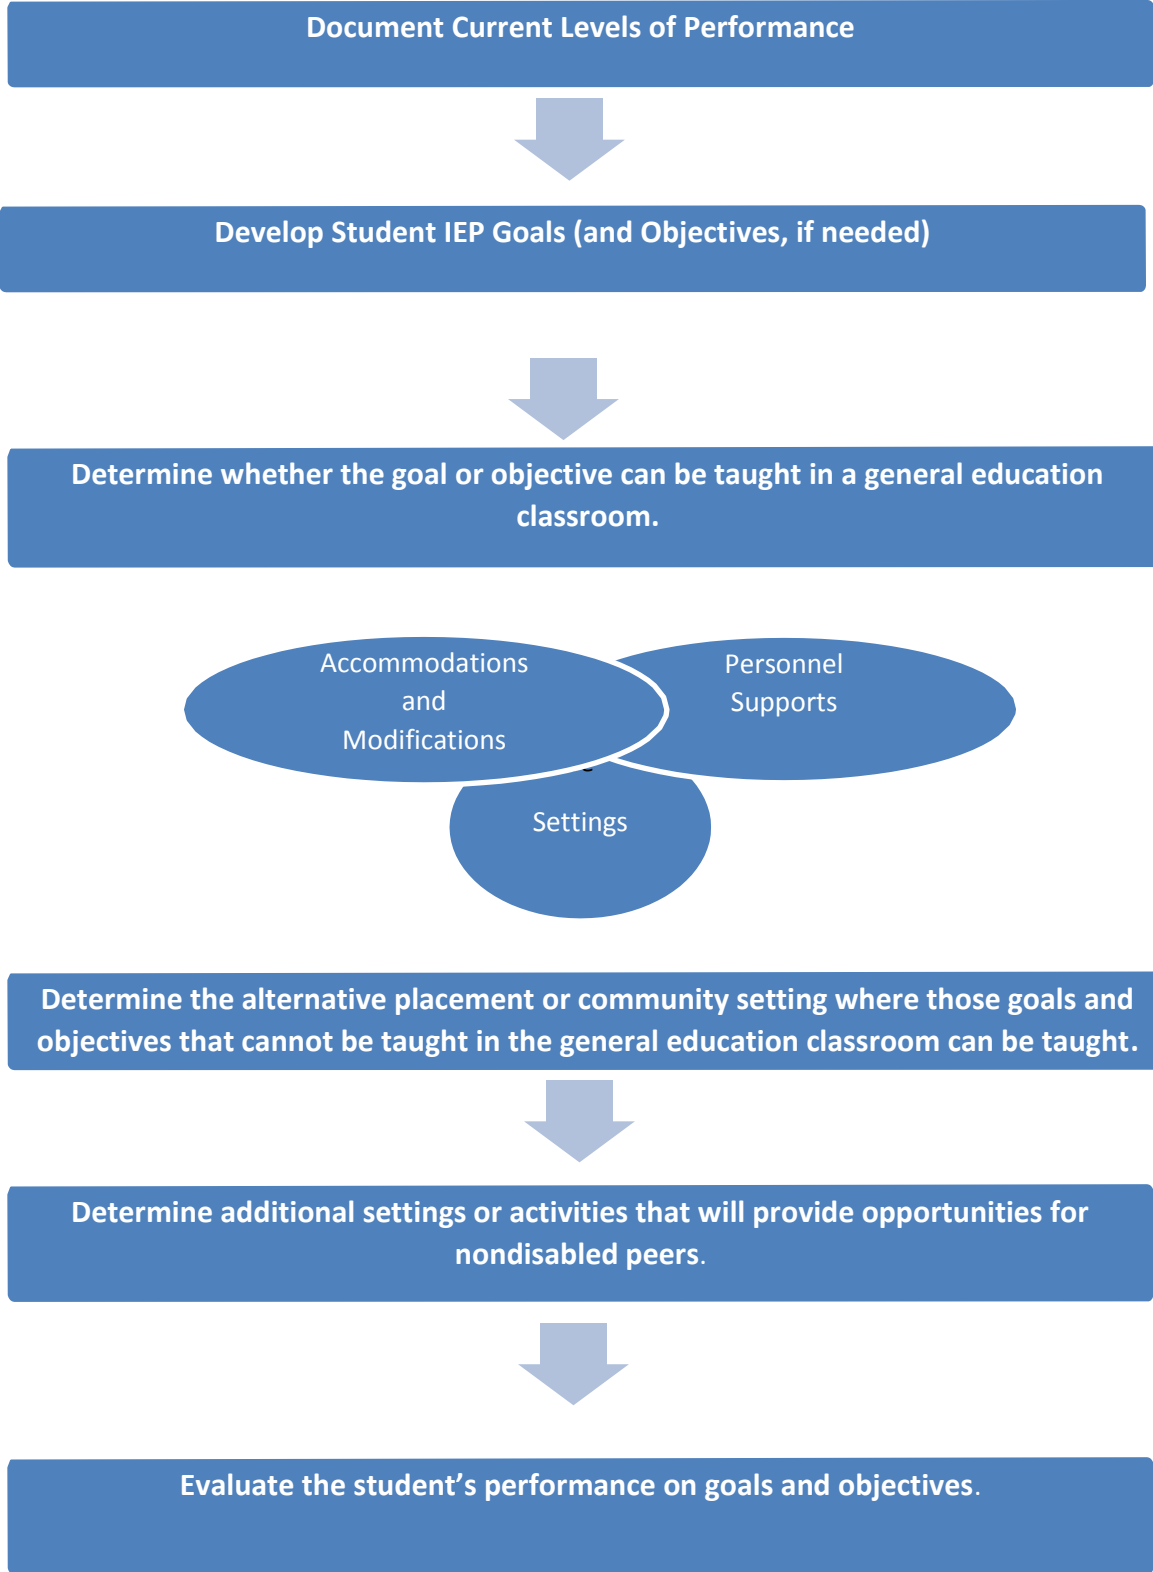 Document Current Levels of Performance
Develop Student IEP Goals (and Objectives, if needed)
Determine whether the goal or objective can be taught in a general education
classroom.
Accommodations
and
Modifications
Personnel
Supports
Settings
Determine the alternative placement or community setting where those goals and
objectives that cannot be taught in the general education classroom can be taught.
Determine additional settings or activities that will provide opportunities for
nondisabled peers.
Evaluate the student’s performance on goals and objectives.